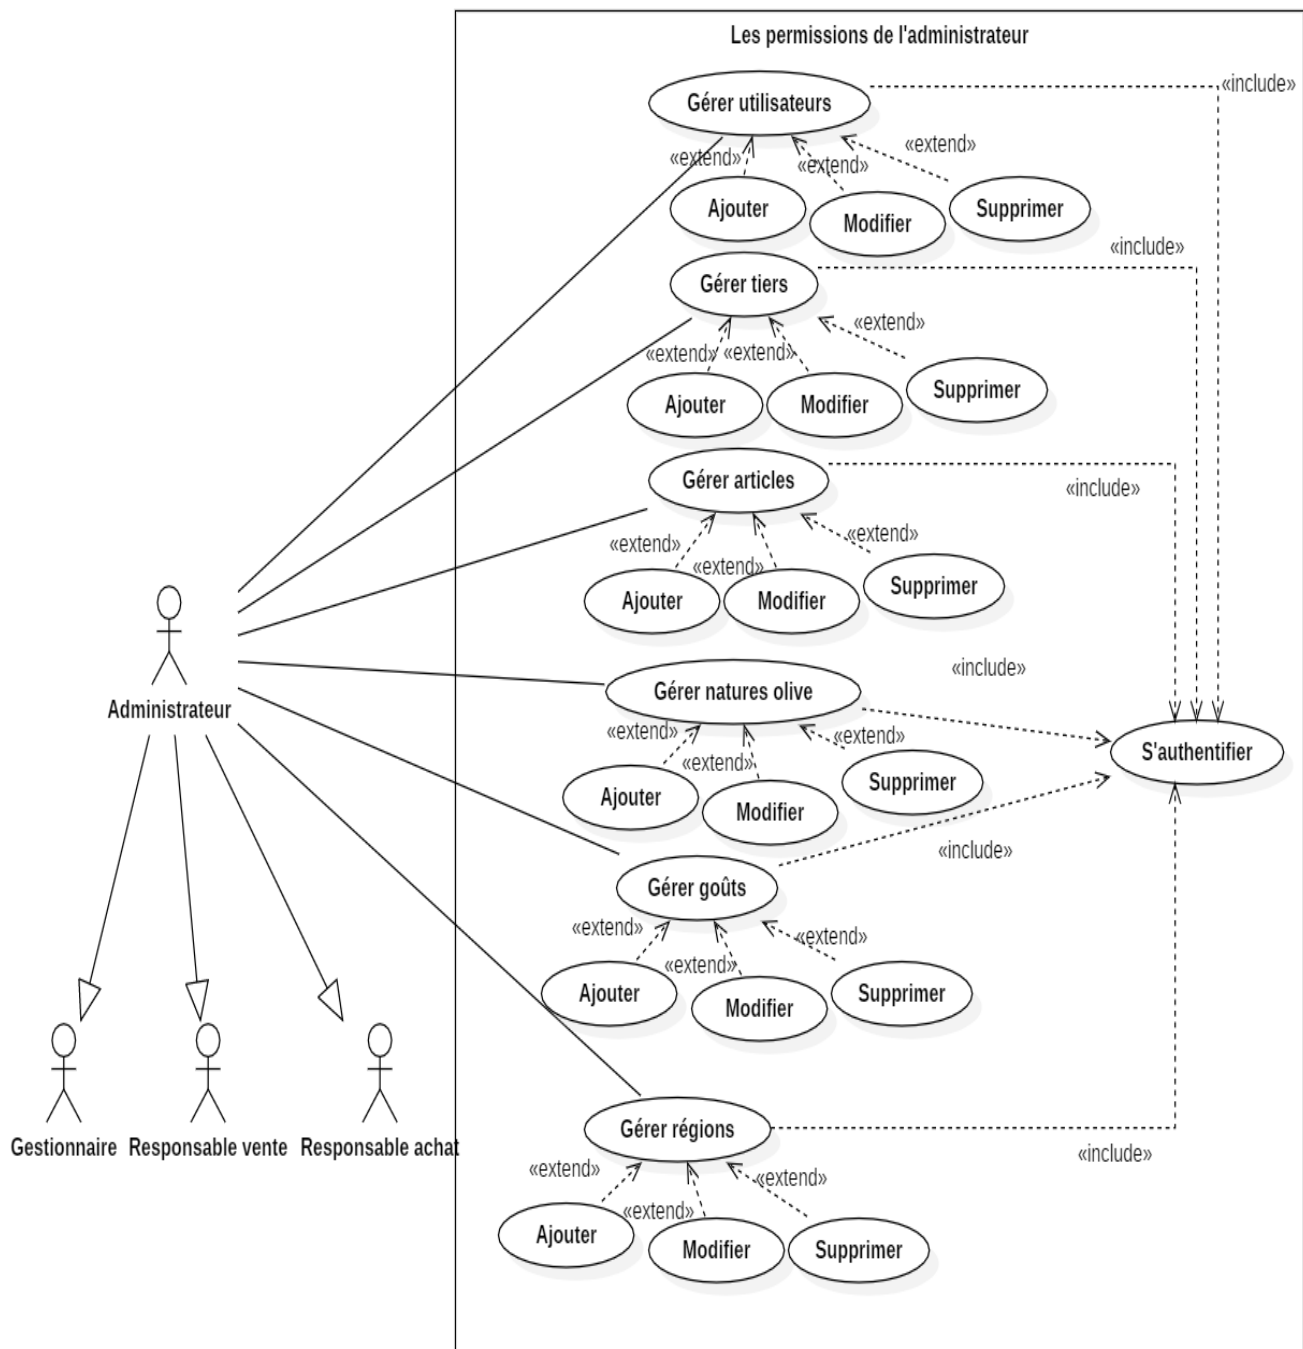 Les permissions de l'administrateur
Gérer utilisateurs
«include»
«extend»
«extend»
«extend»
Ajouter
Modifier
Supprimer
«include»
Gérer tiers
«extend»
«extend»
«extend»
Ajouter
Modifier
Supprimer
Gérer articles
«include»
«extend»
«extend»
«extend»
Ajouter
Modifier
Supprimer
«include»
Gérer natures olive
«extend»
«extend»
«extend»
Ajouter
Modifier
Supprimer
S'authentifier
Administrateur
«include»
Gérer goûts
«extend»
«extend»
«extend»
Ajouter
Modifier
Supprimer
Gestionnaire
Responsable vente
Responsable achat
Gérer régions
«include»
«extend»
«extend»
«extend»
Ajouter
Modifier
Supprimer